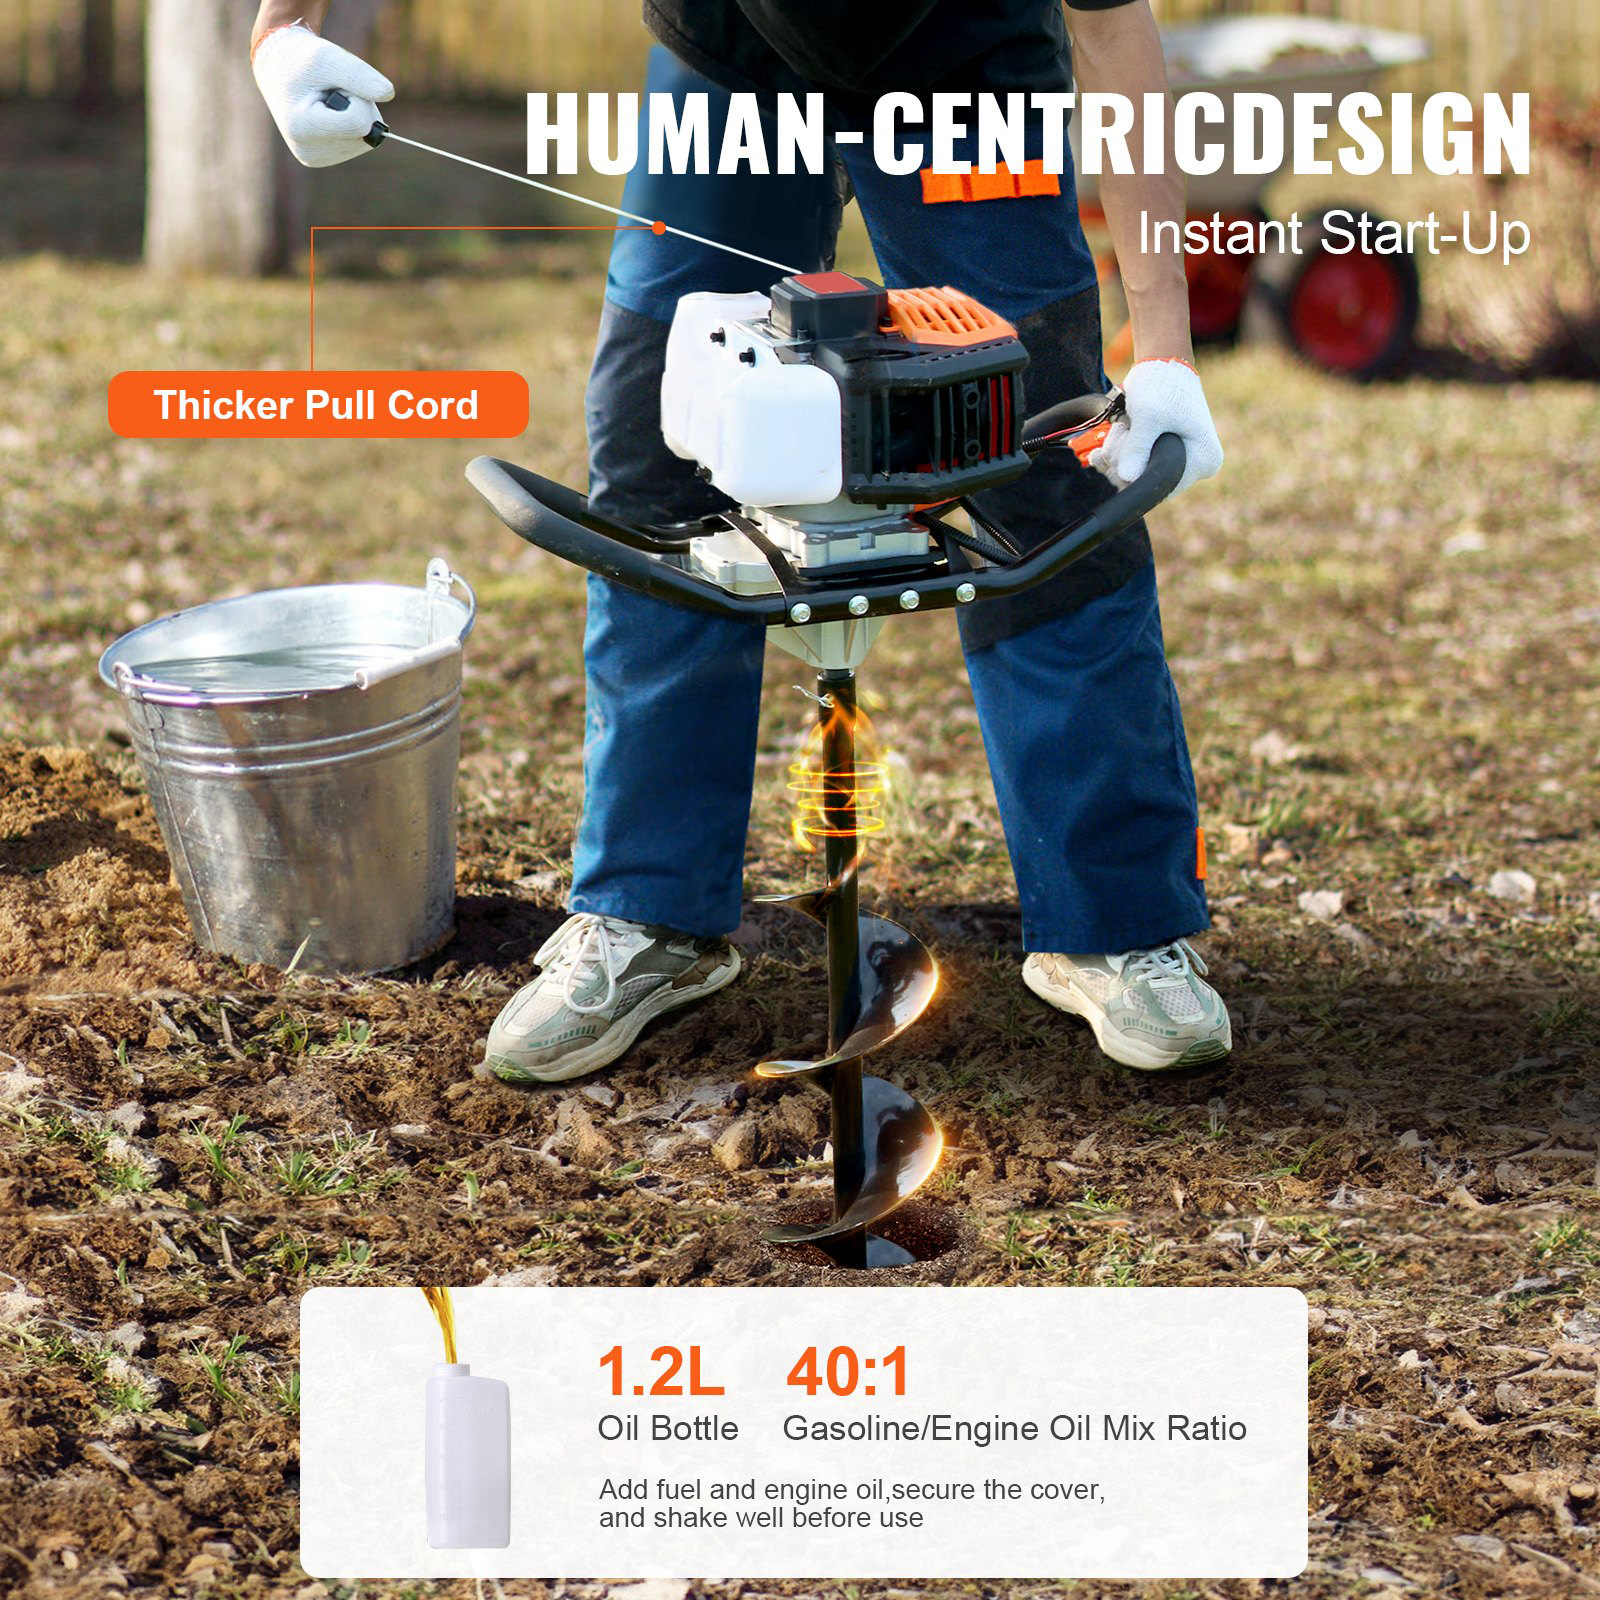 HUMAN-CENTRICDESIGN
Instant Start-Up
Thicker Pull Cord
1.2L 40:1
Oil Bottle Gasoline/Engine Oil Mix Ratio
Add fuel and engine oil,secure the cover,
and shake well before use